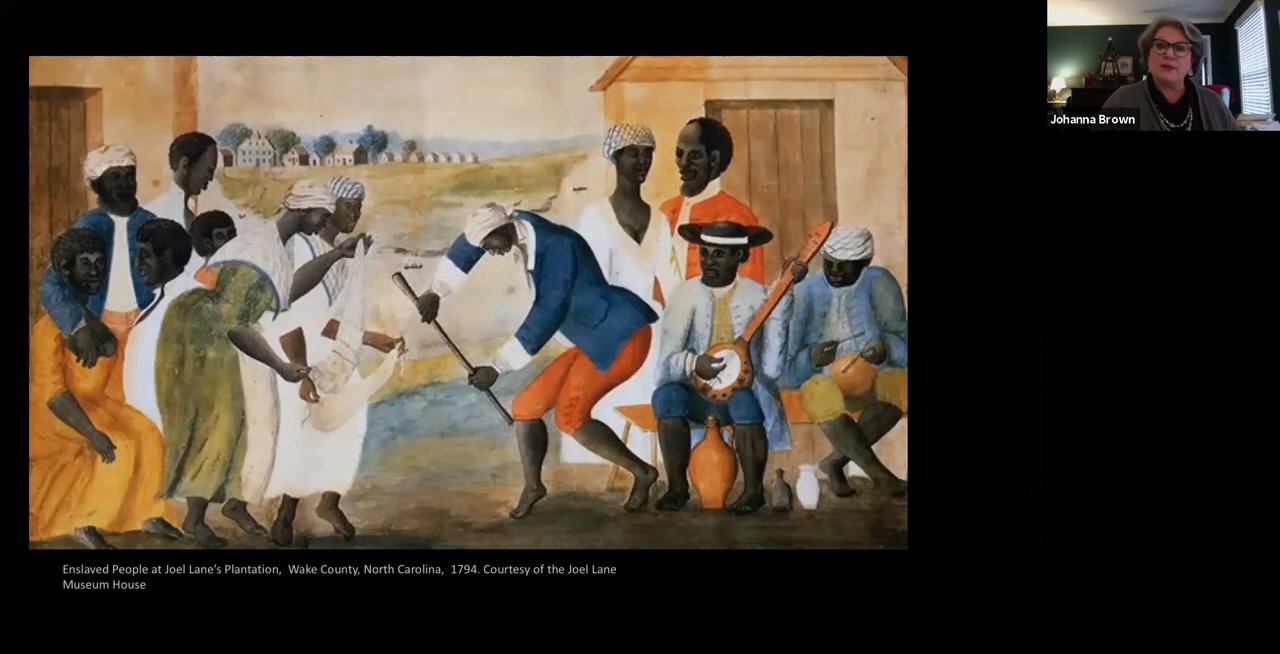 Johanna Brown
Enslaved People at Joel Lane's Plantation,  Wake County, North Carolina,  1794. Courtesy of the Joel Lane
Museum House